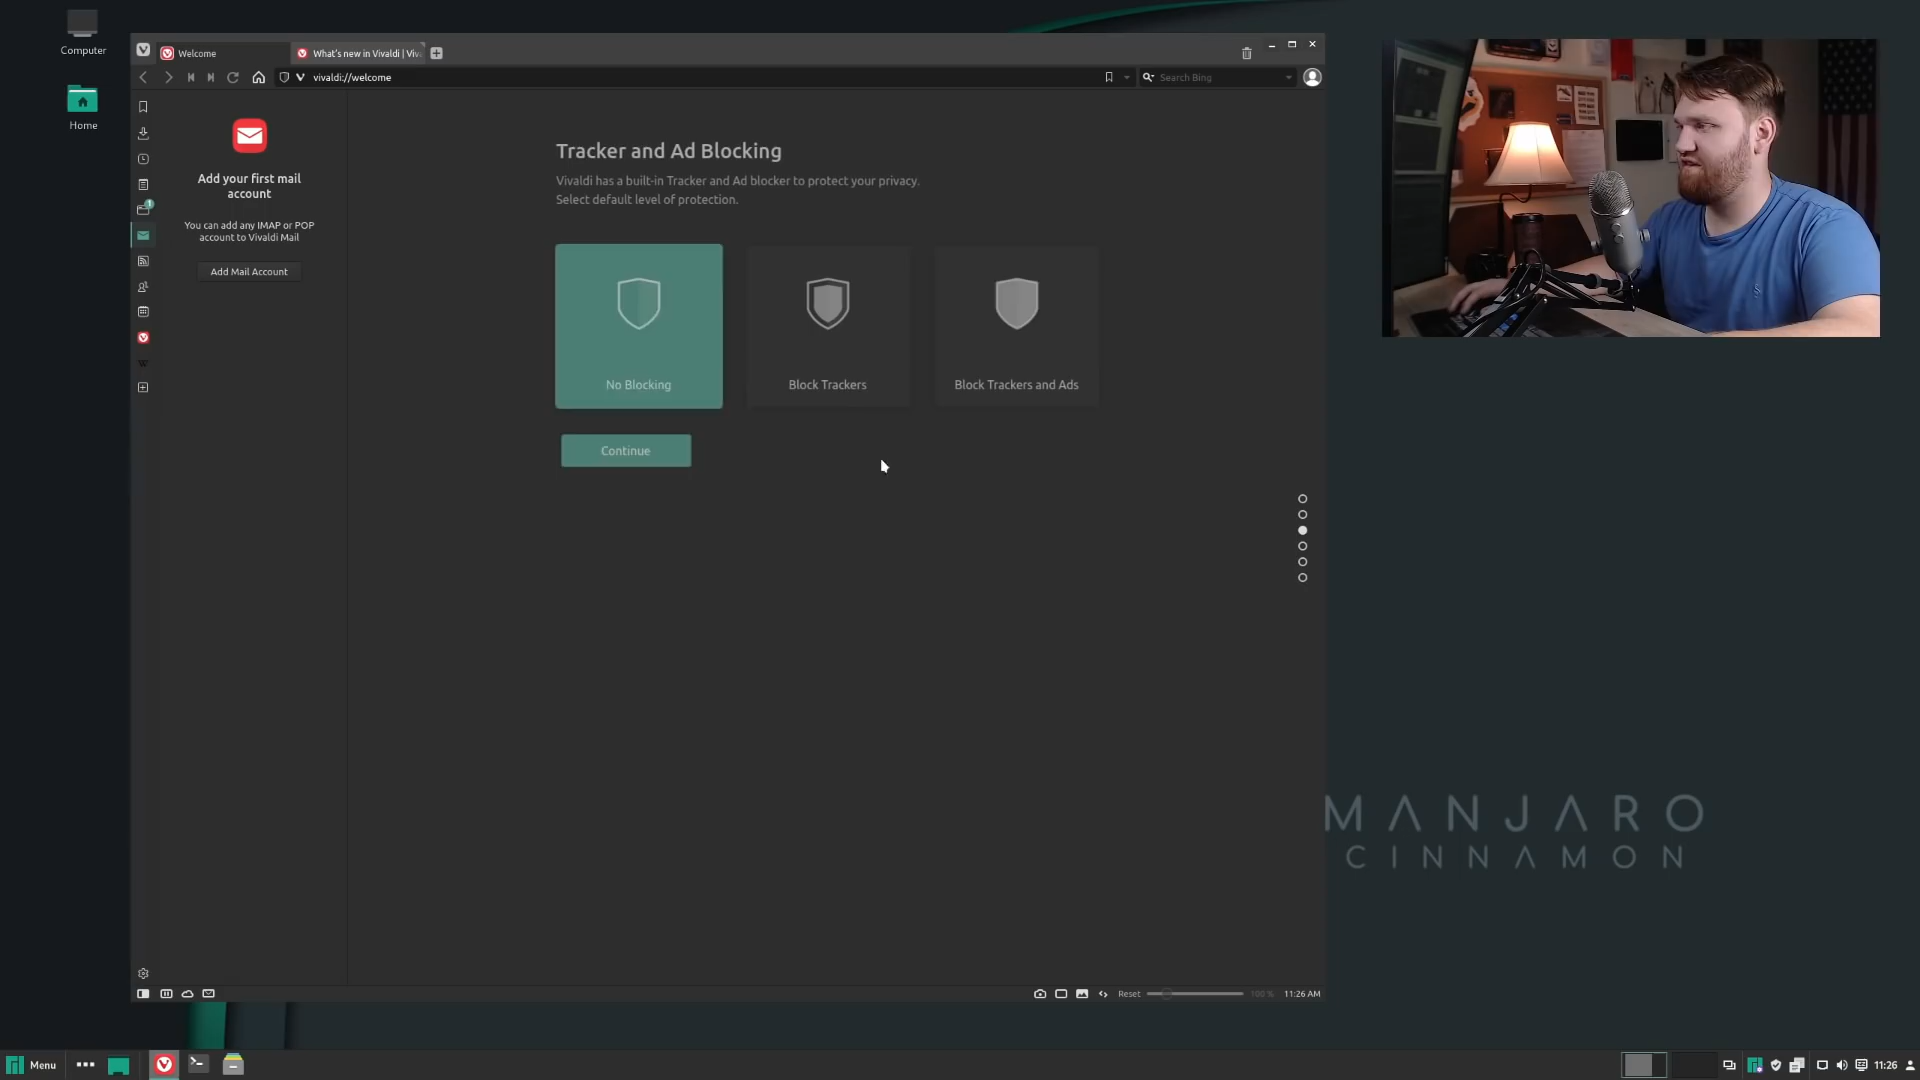 Computer
Home
Welcome
What's new in Vivaldi | Viv
vivaldi://welcome
Search Bing
Add your first mail
account
You can add any IMAP or POP
account to Vivaldi Mail
Add Mail Account
Tracker and Ad Blocking
Vivaldi has a built-in Tracker and Ad blocker to protect your privacy.
Select default level of protection.
No Blocking
Block Trackers
Block Trackers and Ads
Continue
MANJARO
CINNAMON
Reset
100 %
11:26 AM
Menu
11:26